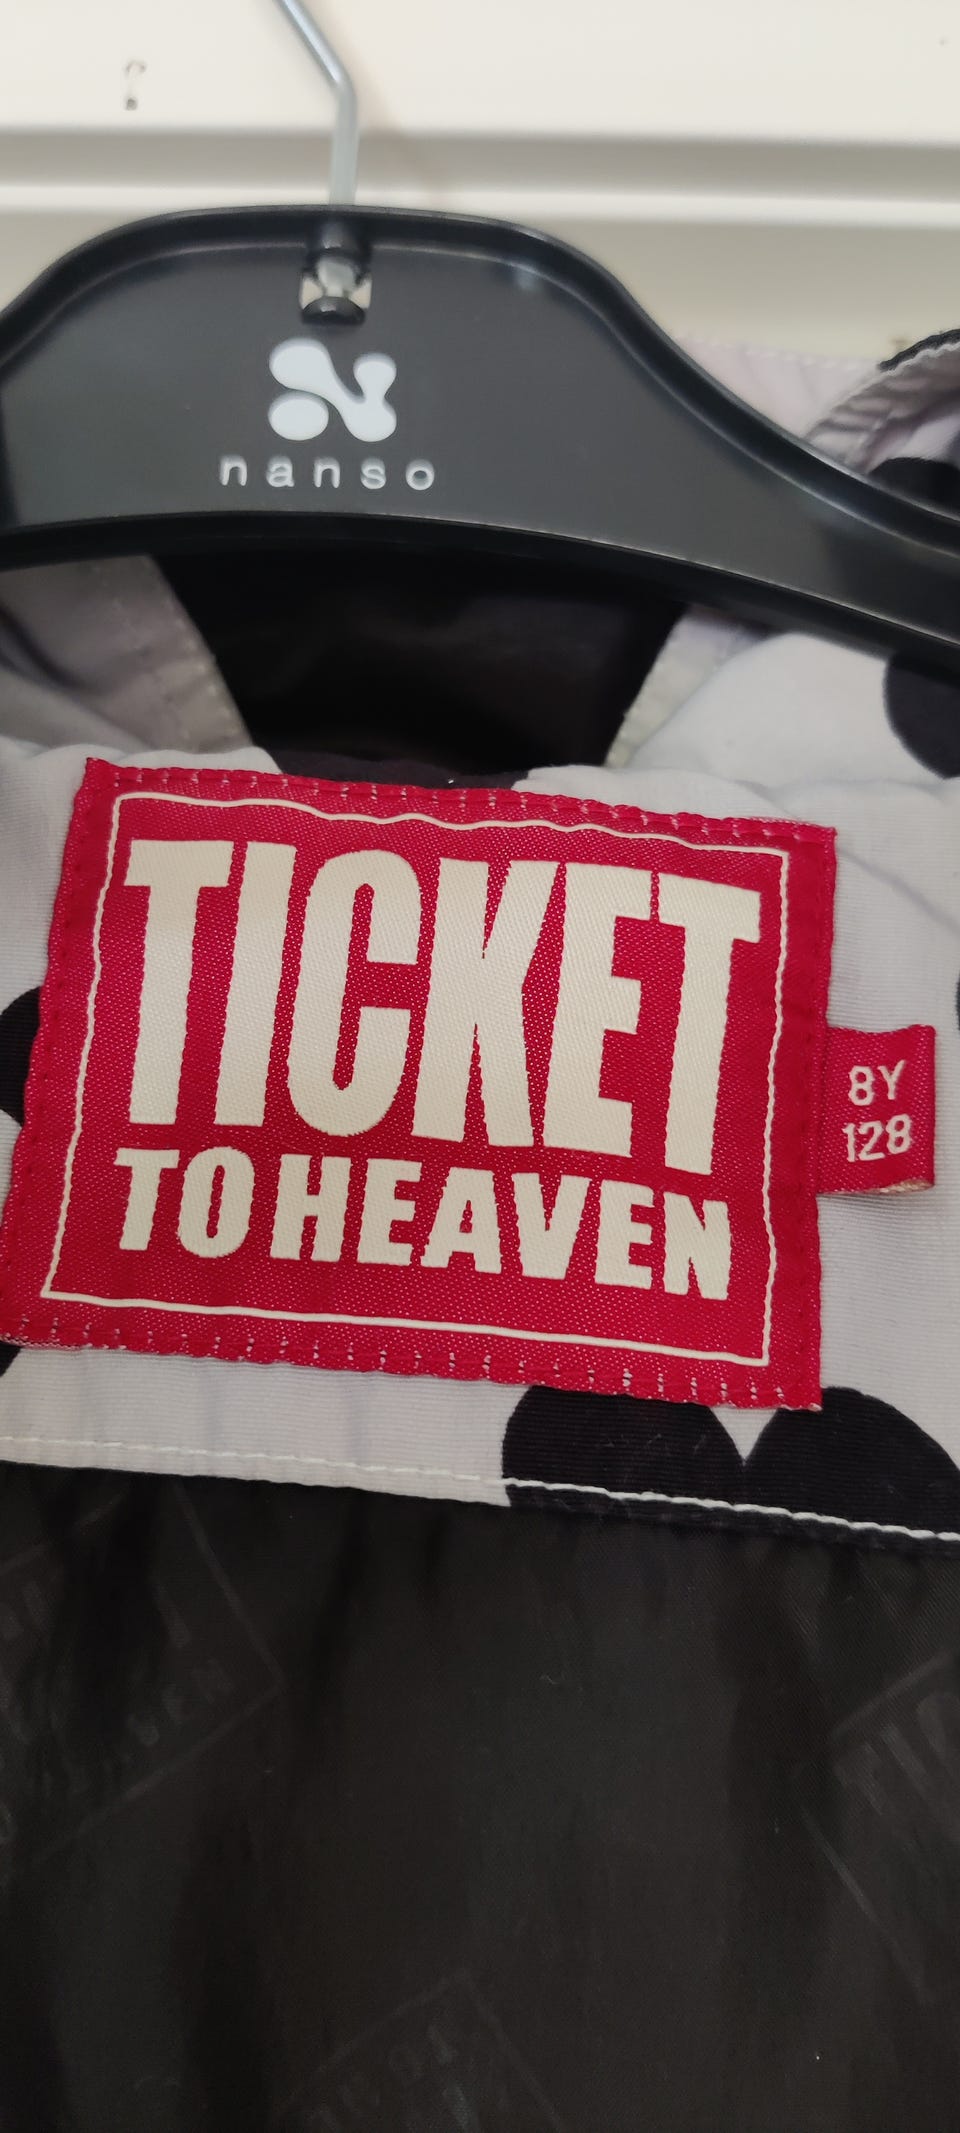 nanso
TICKET
TO HEAVEN
8Y
128